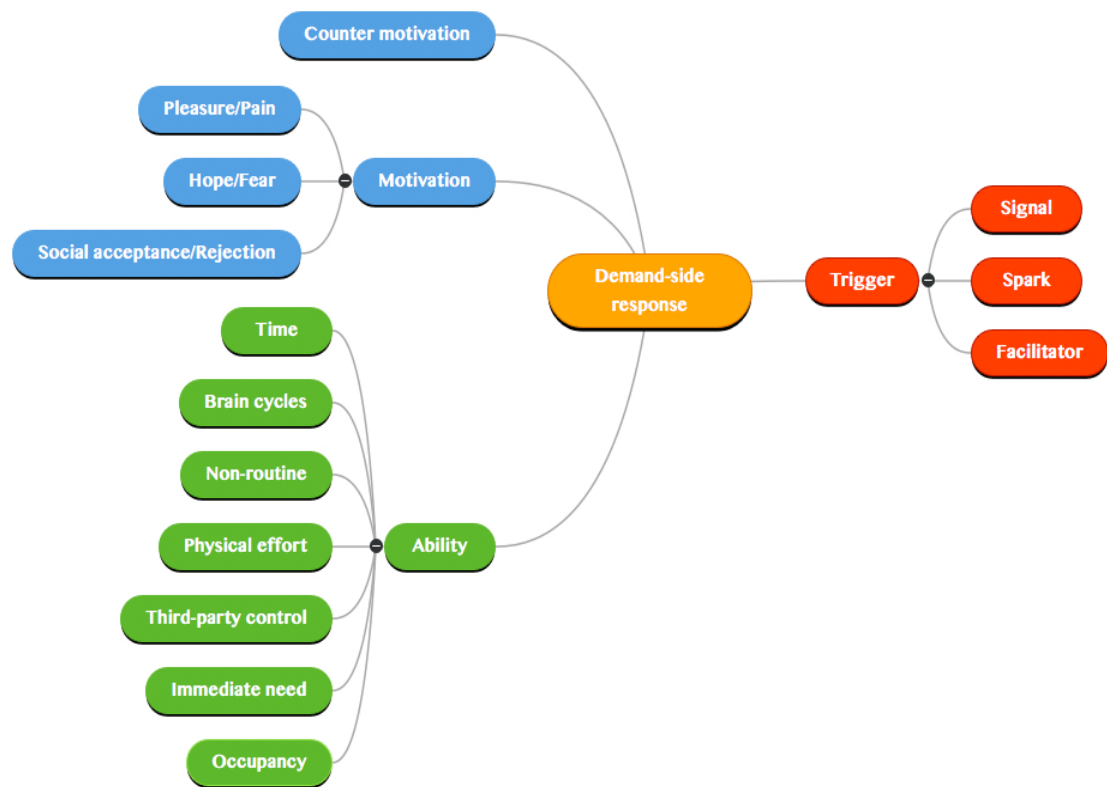 Counter motivation
Pleasure/Pain
Hope/Fear
Motivation
Social acceptance/Rejection
Demand-side
response
Trigger
Signal
Spark
Facilitator
Time
Brain cycles
Non-routine
Physical effort
Ability
Third-party control
Immediate need
Occupancy